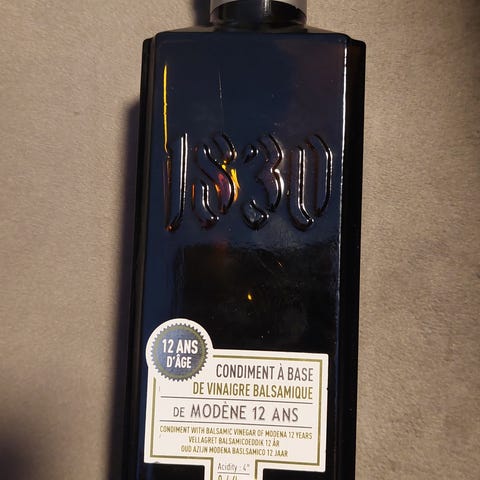 1830
12 ANS
D'ÂGE
CONDIMENT À BASE
DE VINAIGRE BALSAMIQUE
DE MODÈNE 12 ANS
CONDIMENT WITH BALSAMIC VINEGAR OF MODENA 12 YEARS
VELLAGRET BALSAMICOEDDIK 12 ÅR
OUD AZIJN MODENA BASLSAMICO 12 JAAR
Acidity : 4°